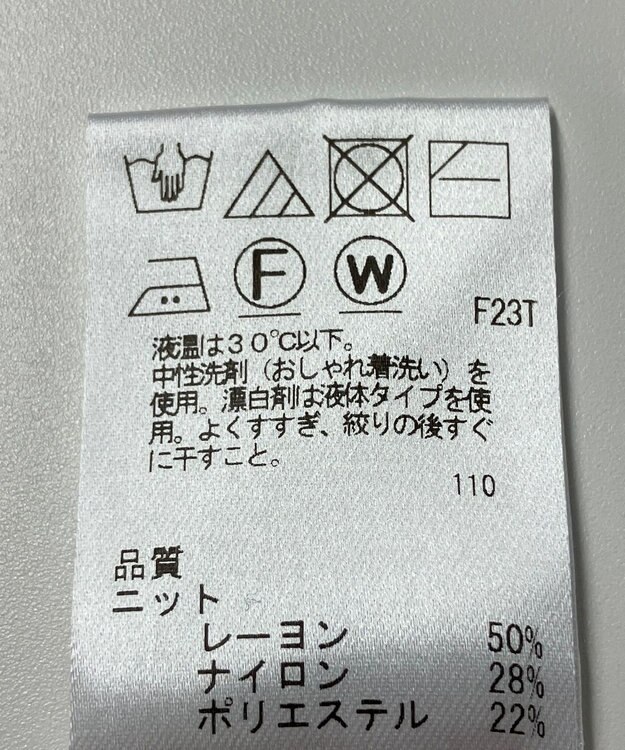 F W
F23T
液温は30℃以下。
中性洗剤(おしゃれ着洗い)を
使用。漂白剤は液体タイプを使
用。よくすすぎ、絞りの後すぐ
に干すこと。
110
品質
ニット
レーヨン 50%
ナイロン 28%
ポリエステル 22%